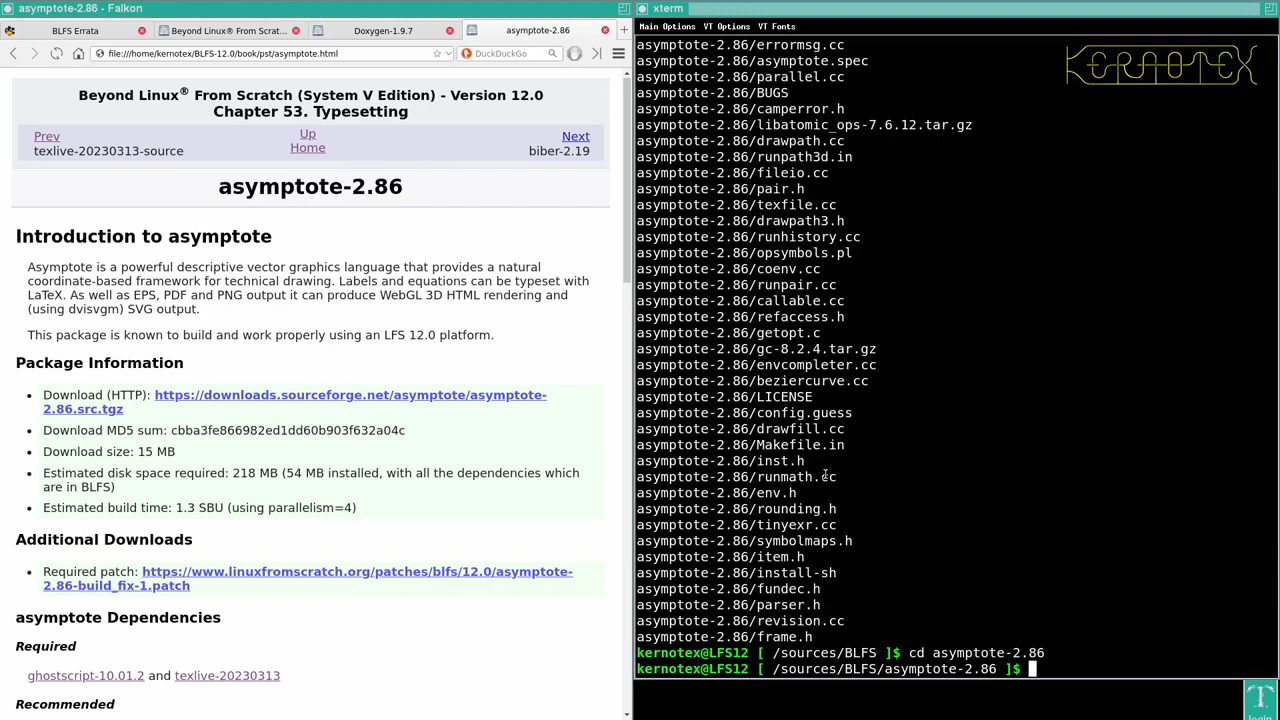 asymptote-2.86 - Falkon
BLFS Errata
Beyond Linux® From Scrat…
Doxygen-1.9.7
asymptote-2.86
file:///home/kernotex/BLFS-12.0/book/pst/asymptote.html
DuckDuckGo
Beyond Linux® From Scratch (System V Edition) - Version 12.0
Chapter 53. Typesetting
Prev
Up
Next
texlive-20230313-source
Home
biber-2.19
asymptote-2.86
Introduction to asymptote
Asymptote is a powerful descriptive vector graphics language that provides a natural
coordinate-based framework for technical drawing. Labels and equations can be typeset with
LaTeX. As well as EPS, PDF and PNG output it can produce WebGL 3D HTML rendering and
(using dvisvgm) SVG output.
This package is known to build and work properly using an LFS 12.0 platform.
Package Information
• Download (HTTP): https://downloads.sourceforge.net/asymptote/asymptote-
2.86.src.tgz
• Download MD5 sum: cbba3fe866982ed1dd60b903f632a04c
• Download size: 15 MB
• Estimated disk space required: 218 MB (54 MB installed, with all the dependencies which
are in BLFS)
• Estimated build time: 1.3 SBU (using parallelism=4)
Additional Downloads
• Required patch: https://www.linuxfromscratch.org/patches/blfs/12.0/asymptote-
2.86-build_fix-1.patch
asymptote Dependencies
Required
ghostscript-10.01.2 and texlive-20230313
Recommended
xterm
Main Options VT Options VT Fonts
KERNOTEX
asymptote-2.86/errormsg.cc
asymptote-2.86/asymptote.spec
asymptote-2.86/parallel.cc
asymptote-2.86/BUGS
asymptote-2.86/camperror.h
asymptote-2.86/libatomic_ops-7.6.12.tar.gz
asymptote-2.86/drawpath.cc
asymptote-2.86/runpath3d.in
asymptote-2.86/fileio.cc
asymptote-2.86/pair.h
asymptote-2.86/texfile.cc
asymptote-2.86/drawpath3.h
asymptote-2.86/runhistory.cc
asymptote-2.86/opsymbols.pl
asymptote-2.86/coenv.cc
asymptote-2.86/runpair.cc
asymptote-2.86/callable.cc
asymptote-2.86/refaccess.h
asymptote-2.86/getopt.c
asymptote-2.86/gc-8.2.4.tar.gz
asymptote-2.86/envcompleter.cc
asymptote-2.86/beziercurve.cc
asymptote-2.86/LICENSE
asymptote-2.86/config.guess
asymptote-2.86/drawfill.cc
asymptote-2.86/Makefile.in
asymptote-2.86/inst.h
asymptote-2.86/runmath.cc
asymptote-2.86/env.h
asymptote-2.86/rounding.h
asymptote-2.86/tinyexr.cc
asymptote-2.86/symbolmaps.h
asymptote-2.86/item.h
asymptote-2.86/install-sh
asymptote-2.86/fundec.h
asymptote-2.86/parser.h
asymptote-2.86/revision.cc
asymptote-2.86/frame.h
kernotex@LFS12 [ /sources/BLFS ]$ cd asymptote-2.86
kernotex@LFS12 [ /sources/BLFS/asymptote-2.86 ]$
login